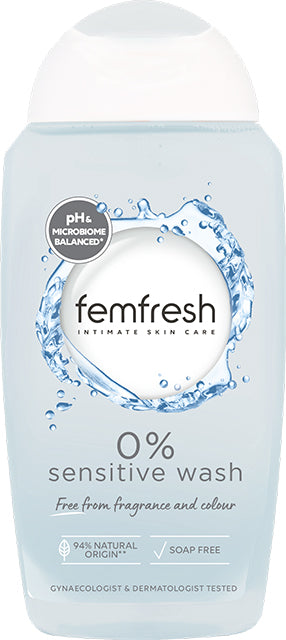 pH &
MICROBIOME
BALANCED*
femfresh
INTIMATE SKIN CARE
0%
sensitive wash
Free from fragrance and colour
94% NATURAL
ORIGIN**
SOAP FREE
GYNAECOLOGIST & DERMATOLOGIST TESTED